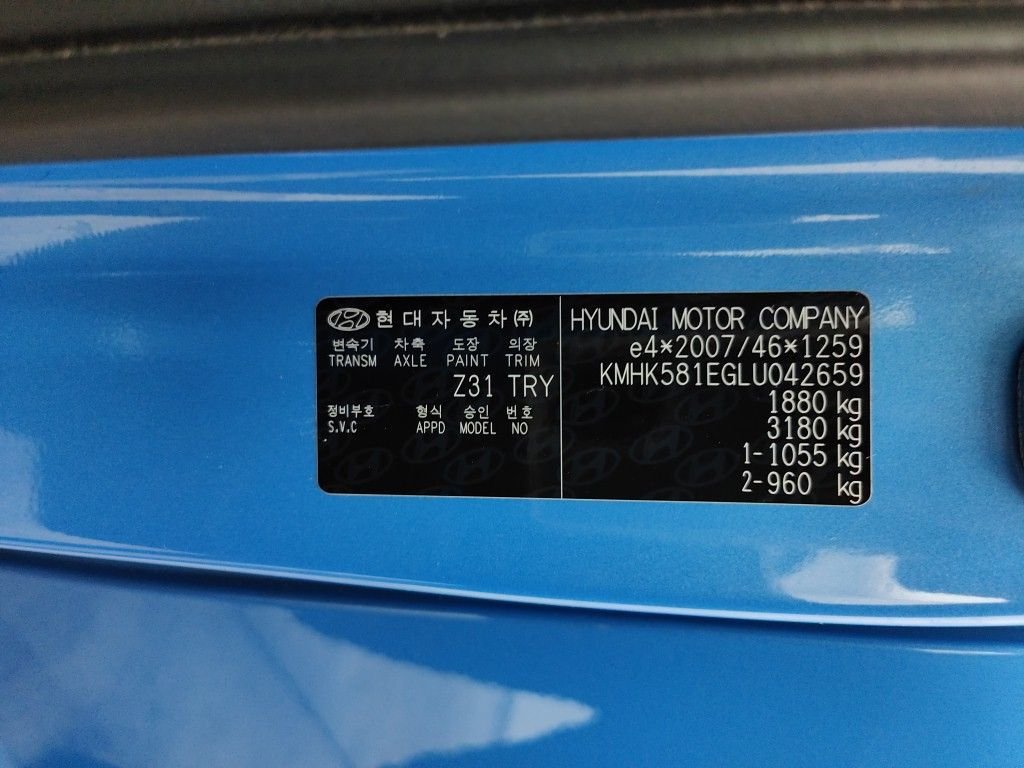 현대자동차(주)
변속기 차축 도장 의장
TRANSM AXLE PAINT TRIM
Z31 TRY
정비부호 형식 승인 번호
S.V.C APPD MODEL NO
HYUNDAI MOTOR COMPANY
e4*2007/46*1259
KMHK581EGLU042659
1880 kg
3180 kg
1-1055 kg
2-960 kg